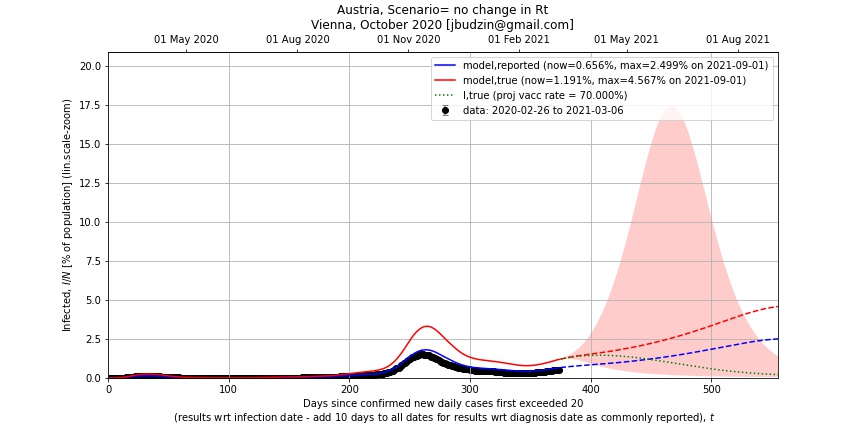 Austria, Scenario= no change in Rt
Vienna, October 2020 [jbudzin@gmail.com]
01 May 2020 01 Aug 2020 01 Nov 2020 01 Feb 2021 01 May 2021 01 Aug 2021
model,reported (now=0.656%, max=2.499% on 2021-09-01)
model,true (now=1.191%, max=4.567% on 2021-09-01)
I,true (proj vacc rate = 70.000%)
data: 2020-02-26 to 2021-03-06
Infected, I/N [% of population] (lin.scale-zoom)
20.0
17.5
15.0
12.5
10.0
7.5
5.0
2.5
0.0
0 100 200 300 400 500
Days since confirmed new daily cases first exceeded 20
(results wrt infection date - add 10 days to all dates for results wrt diagnosis date as commonly reported), t